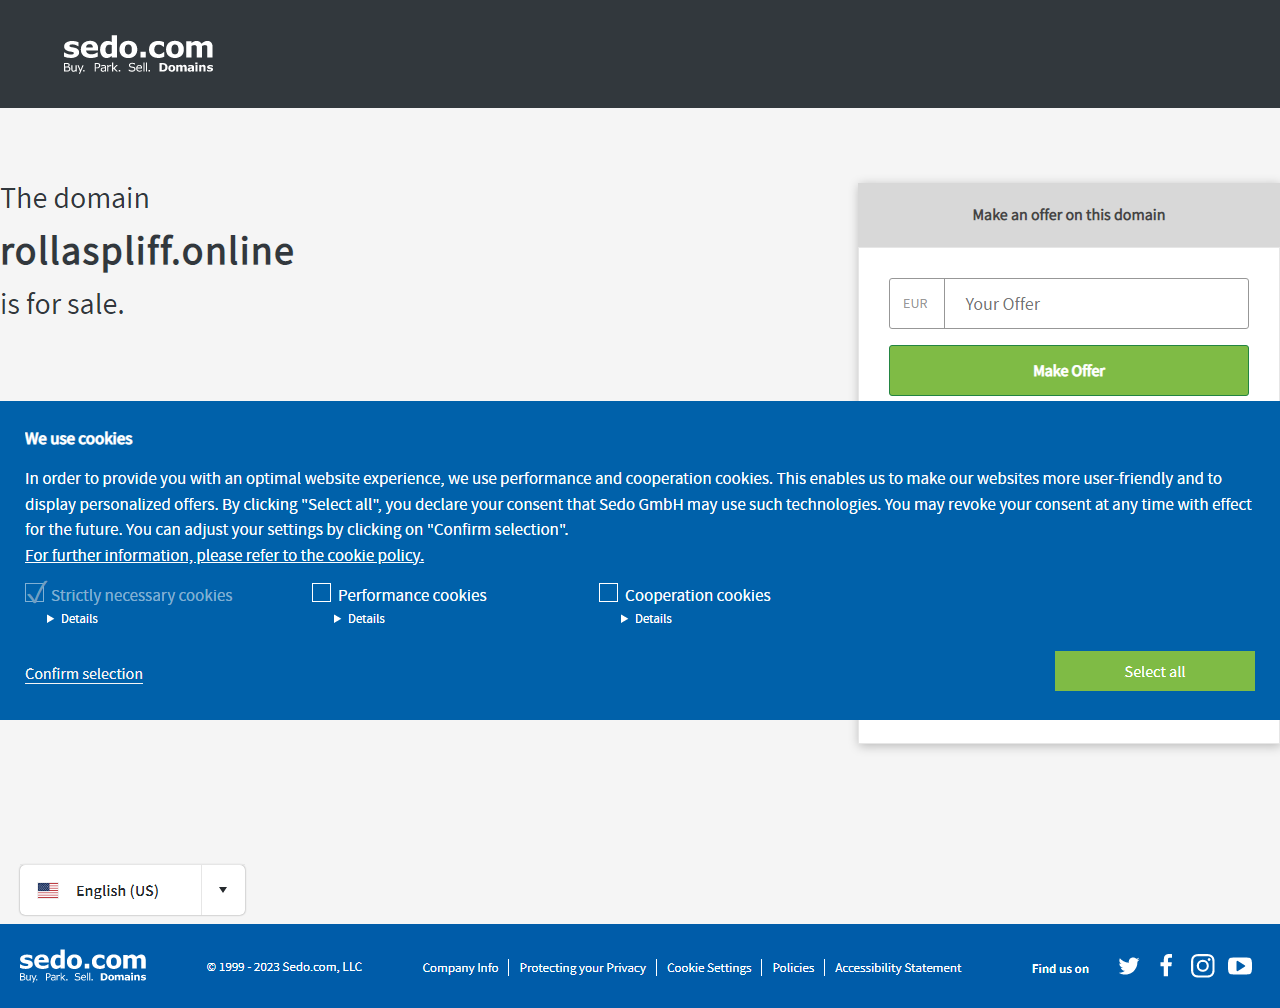 sedo.com
Buy. Park. Sell. Domains
The domain
rollaspliff.online
is for sale.
Make an offer on this domain
EUR
Your Offer
Make Offer
We use cookies
In order to provide you with an optimal website experience, we use performance and cooperation cookies. This enables us to make our websites more user-friendly and to
display personalized offers. By clicking "Select all", you declare your consent that Sedo GmbH may use such technologies. You may revoke your consent at any time with effect
for the future. You can adjust your settings by clicking on "Confirm selection".
For further information, please refer to the cookie policy.
Strictly necessary cookies
Details
Performance cookies
Details
Cooperation cookies
Details
Confirm selection
Select all
English (US)
sedo.com
Buy. Park. Sell. Domains
© 1999 - 2023 Sedo.com, LLC
Company Info
Protecting your Privacy
Cookie Settings
Policies
Accessibility Statement
Find us on